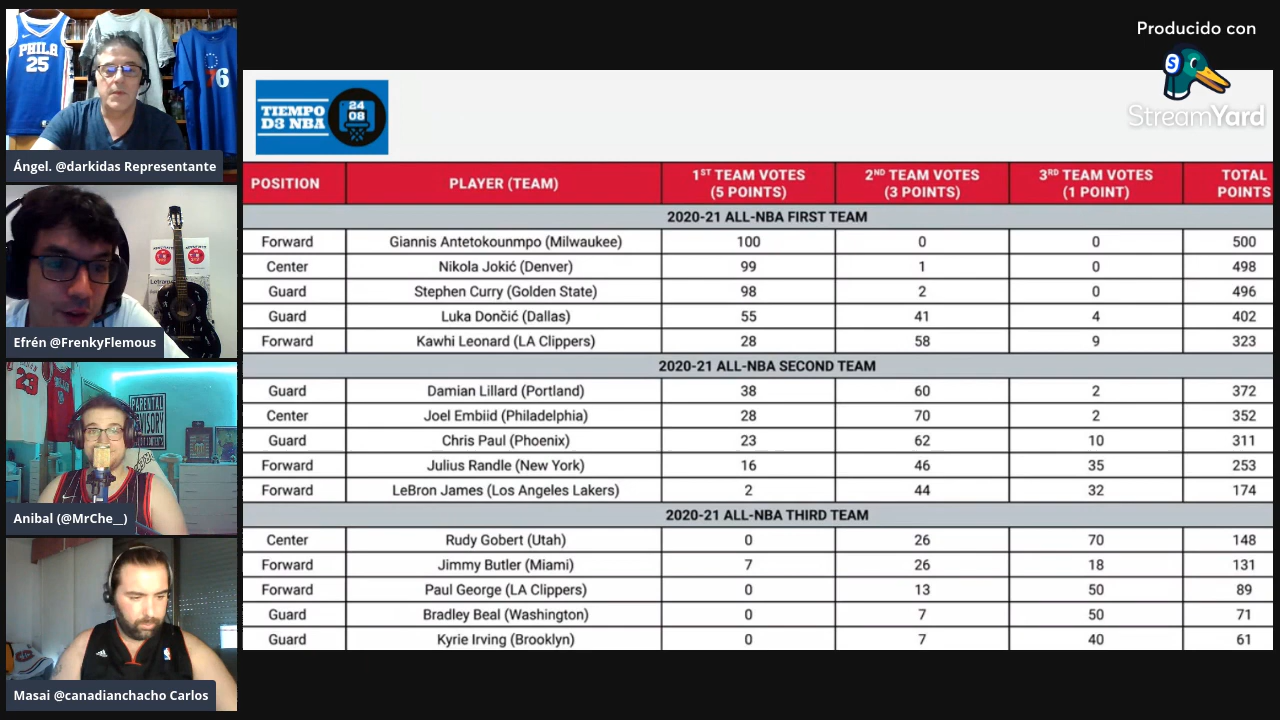 Producido con
StreamYard
PHILA
25
76
Ángel. @darkidas Representante
Efrén @FrenkyFlemous
23
PARENTAL
ADVISORY
Anibal (@MrChe__)
Masai @canadianchacho Carlos
TIEMPO
D3 NBA
24
08
POSITION PLAYER (TEAM) 1ST TEAM VOTES (5 POINTS) 2ND TEAM VOTES (3 POINTS) 3RD TEAM VOTES (1 POINT) TOTAL POINTS
2020-21 ALL-NBA FIRST TEAM
Forward Giannis Antetokounmpo (Milwaukee) 100 0 0 500
Center Nikola Jokić (Denver) 99 1 0 498
Guard Stephen Curry (Golden State) 98 2 0 496
Guard Luka Dončić (Dallas) 55 41 4 402
Forward Kawhi Leonard (LA Clippers) 28 58 9 323
2020-21 ALL-NBA SECOND TEAM
Guard Damian Lillard (Portland) 38 60 2 372
Center Joel Embiid (Philadelphia) 28 70 2 352
Guard Chris Paul (Phoenix) 23 62 10 311
Forward Julius Randle (New York) 16 46 35 253
Forward LeBron James (Los Angeles Lakers) 2 44 32 174
2020-21 ALL-NBA THIRD TEAM
Center Rudy Gobert (Utah) 0 26 70 148
Forward Jimmy Butler (Miami) 7 26 18 131
Forward Paul George (LA Clippers) 0 13 50 89
Guard Bradley Beal (Washington) 0 7 50 71
Guard Kyrie Irving (Brooklyn) 0 7 40 61